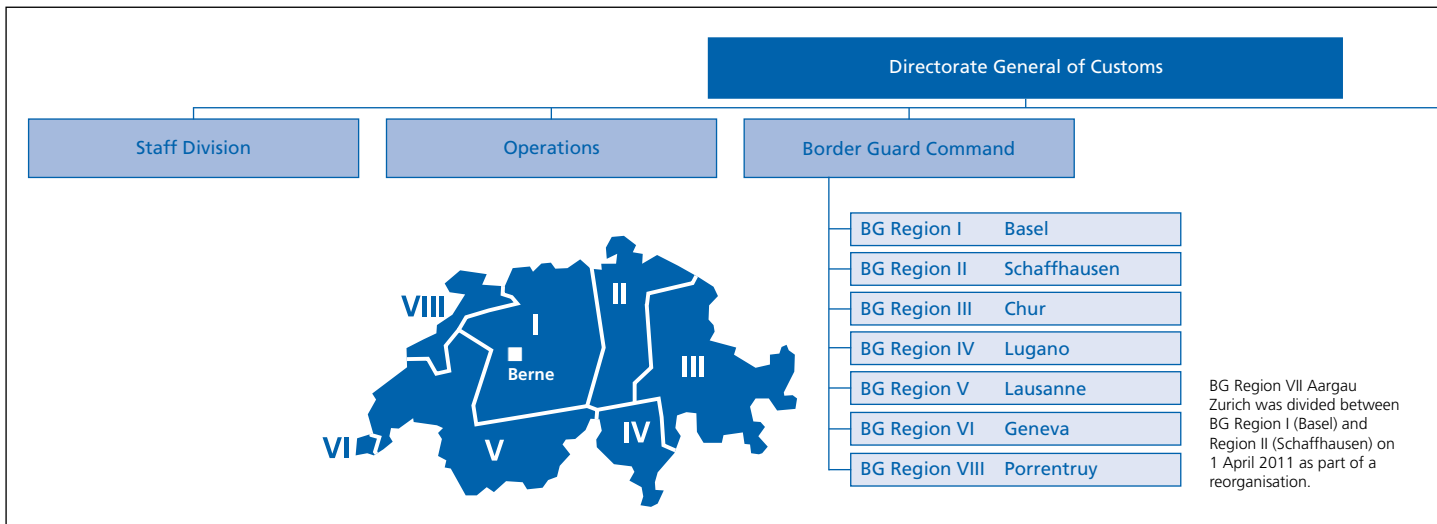 Directorate General of Customs
Staff Division
Operations
Border Guard Command
BG Region I Basel
BG Region II Schaffhausen
BG Region III Chur
BG Region IV Lugano
BG Region V Lausanne
BG Region VI Geneva
BG Region VIII Porrentruy
VIII
I
II
III
Berne
VI
V
IV
BG Region VII Aargau
Zurich was divided between
BG Region I (Basel) and
Region II (Schaffhausen) on
1 April 2011 as part of a
reorganisation.